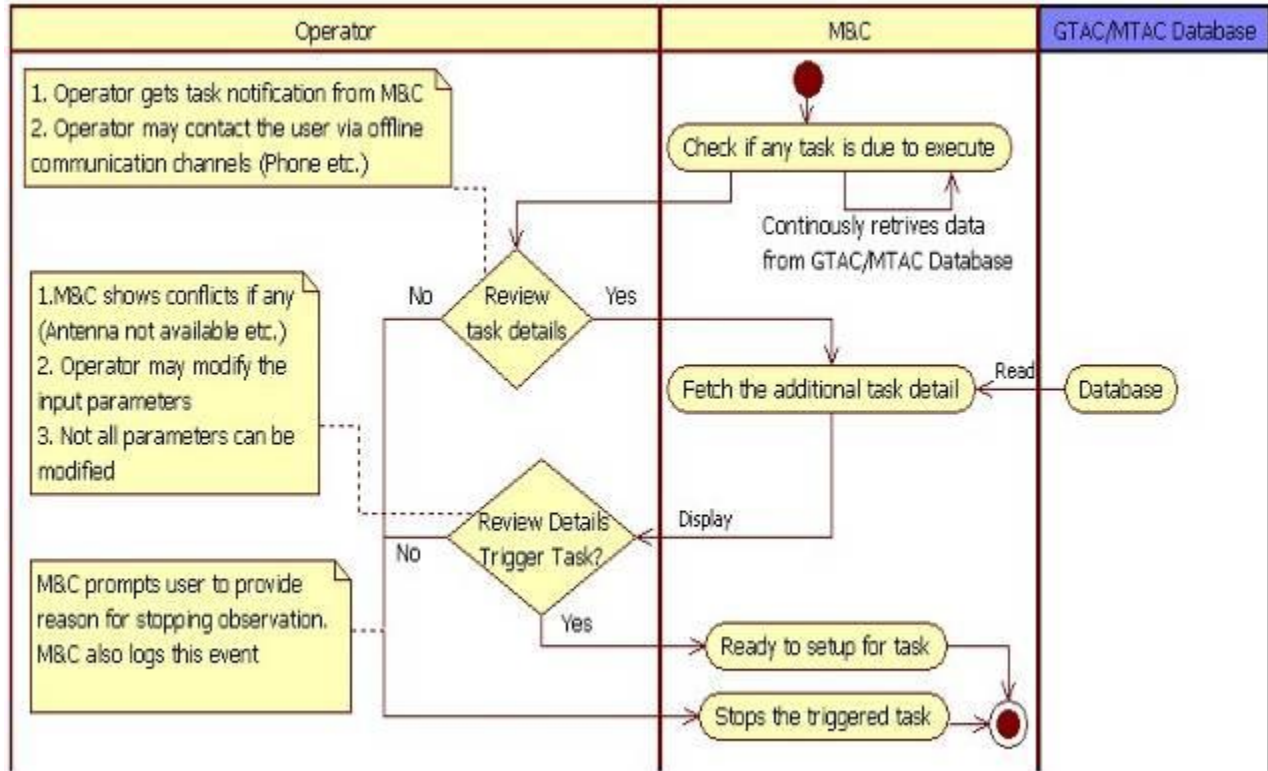 Operator
M&C
GTAC/MTAC Database
1. Operator gets task notification from M&C
2. Operator may contact the user via offline
communication channels (Phone etc.)
Check if any task is due to execute
Continously retrives data
from GTAC/MTAC Database
1.M&C shows conflicts if any
(Antenna not available etc.)
2. Operator may modify the
input parameters
3. Not all parameters can be
modified
No
Review
task details
Yes
Fetch the additional task detail
Read
Database
Review Details
Trigger Task?
Display
No
Yes
M&C prompts user to provide
reason for stopping observation.
M&C also logs this event
Ready to setup for task
Stops the triggered task